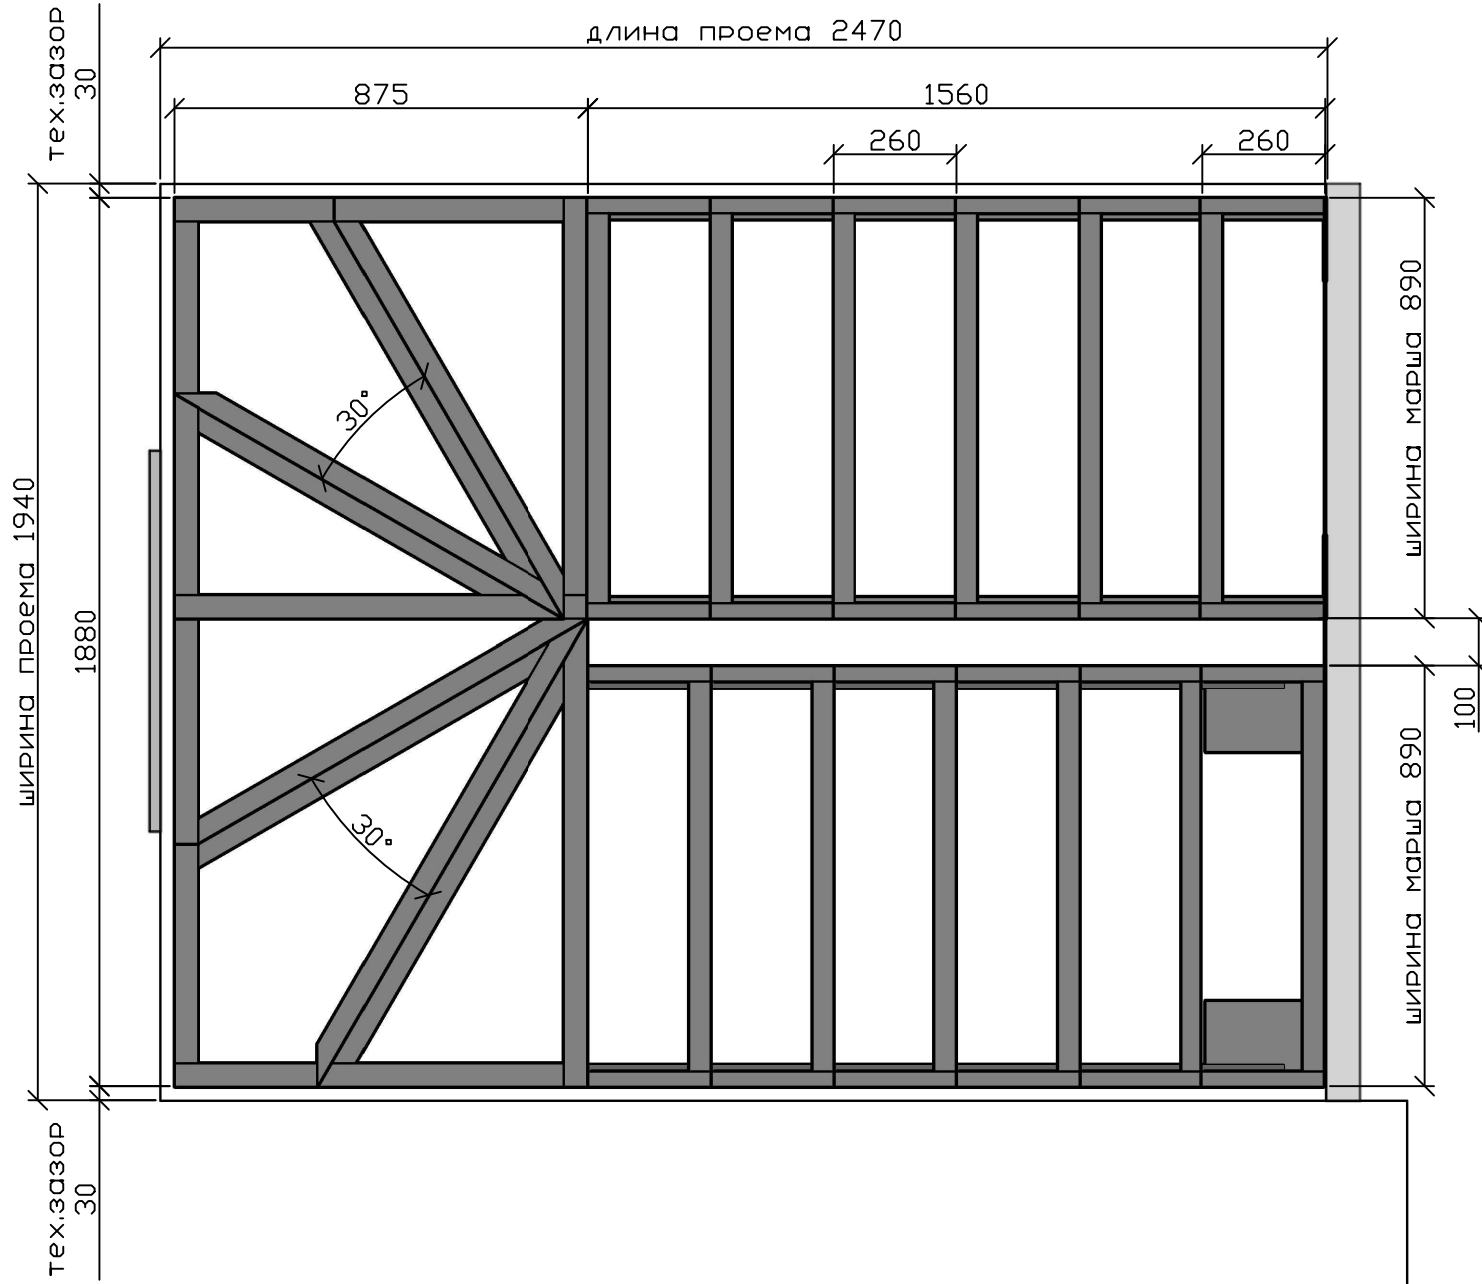 длина проема 2470
тех.зазор
30
875
1560
260
260
ширина марша 890
30°
ширина проема 1940
1880
100
30°
ширина марша 890
тех.зазор
30